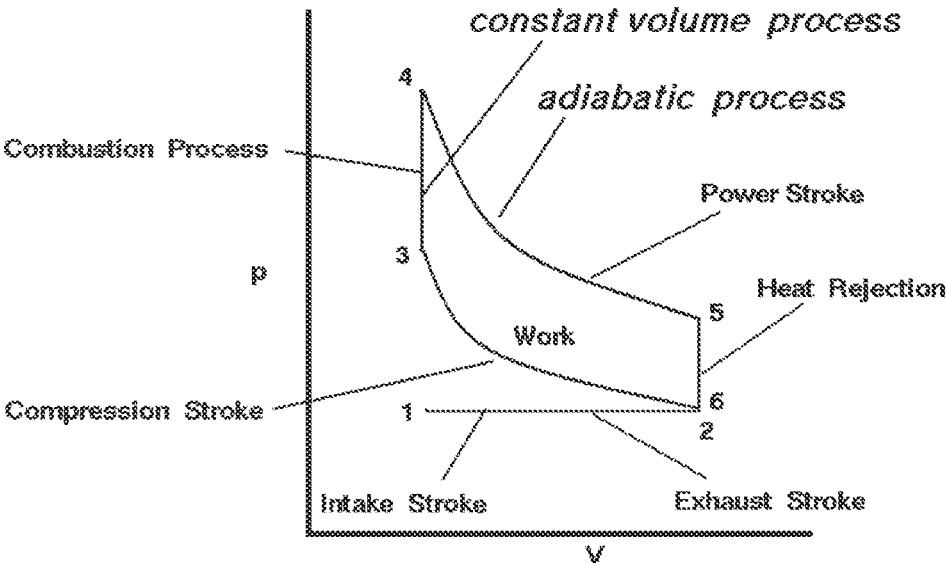 constant volume process
4
adiabatic process
Combustion Process
Power Stroke
3
p
Heat Rejection
5
Work
Compression Stroke
1
6
2
Intake Stroke
Exhaust Stroke
V